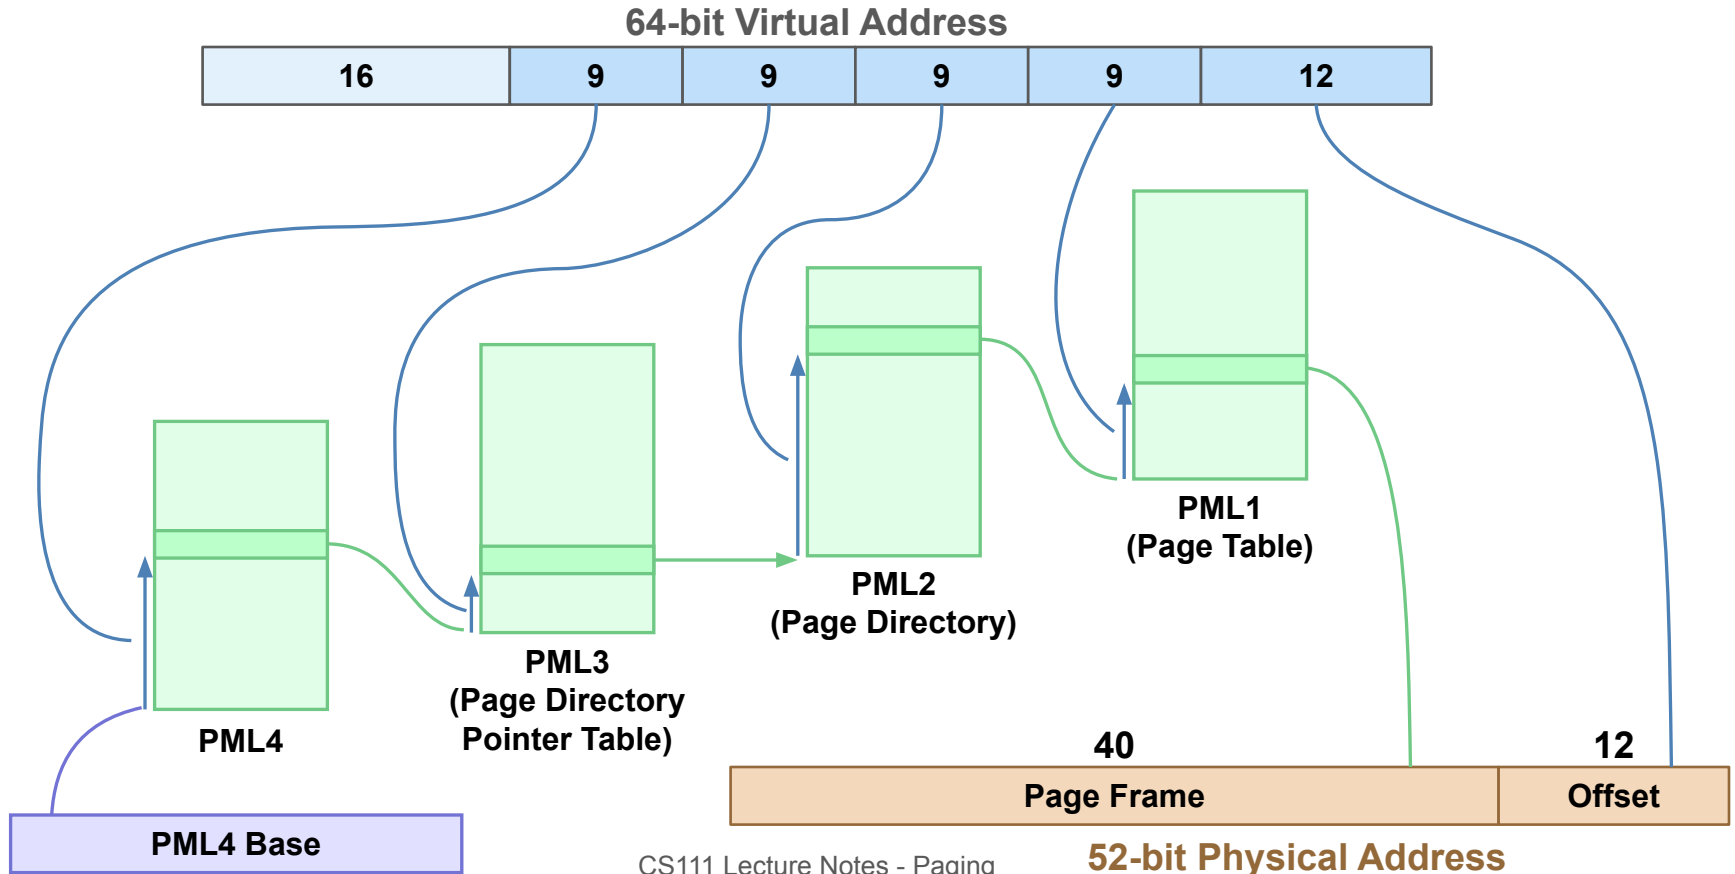 64-bit Virtual Address
16 9 9 9 9 12
PML1
(Page Table)
PML2
(Page Directory)
PML3
(Page Directory
Pointer Table)
PML4
40 12
Page Frame Offset
PML4 Base
52-bit Physical Address
CS111 Lecture Notes - Paging